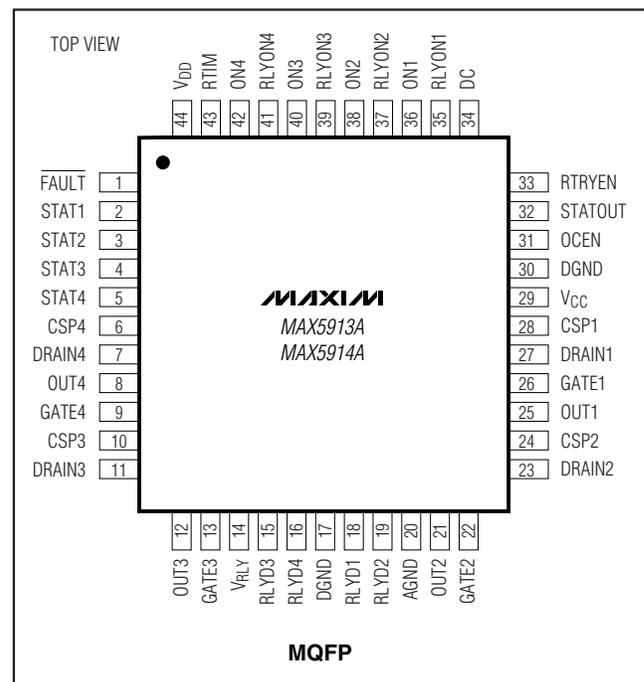 TOP VIEW
VDD
RTIM
ON4
RLYON4
ON3
RLYON3
ON2
RLYON2
ON1
RLYON1
DC
44
43
42
41
40
39
38
37
36
35
34
FAULT 1
STAT1 2
STAT2 3
STAT3 4
STAT4 5
CSP4 6
DRAIN4 7
OUT4 8
GATE4 9
CSP3 10
DRAIN3 11
MAXIM
MAX5913A
MAX5914A
33 RTRYEN
32 STATOUT
31 OCEN
30 DGND
29 VCC
28 CSP1
27 DRAIN1
26 GATE1
25 OUT1
24 CSP2
23 DRAIN2
12
13
14
15
16
17
18
19
20
21
22
OUT3
GATE3
VRLY
RLYD3
RLYD4
DGND
RLYD1
RLYD2
AGND
OUT2
GATE2
MQFP